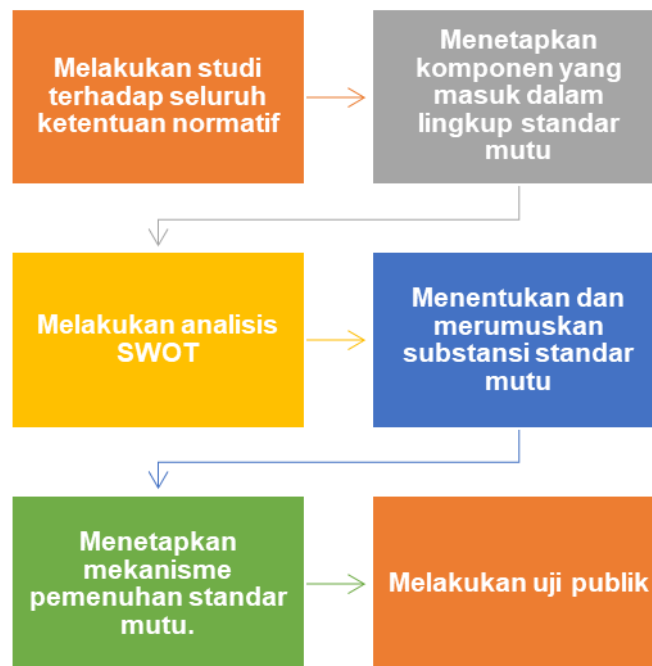 Melakukan studi
terhadap seluruh
ketentuan normatif
Menetapkan
komponen yang
masuk dalam
lingkup standar
mutu
Melakukan analisis
SWOT
Menentukan dan
merumuskan
substansi standar
mutu
Menetapkan
mekanisme
pemenuhan standar
mutu.
Melakukan uji publik